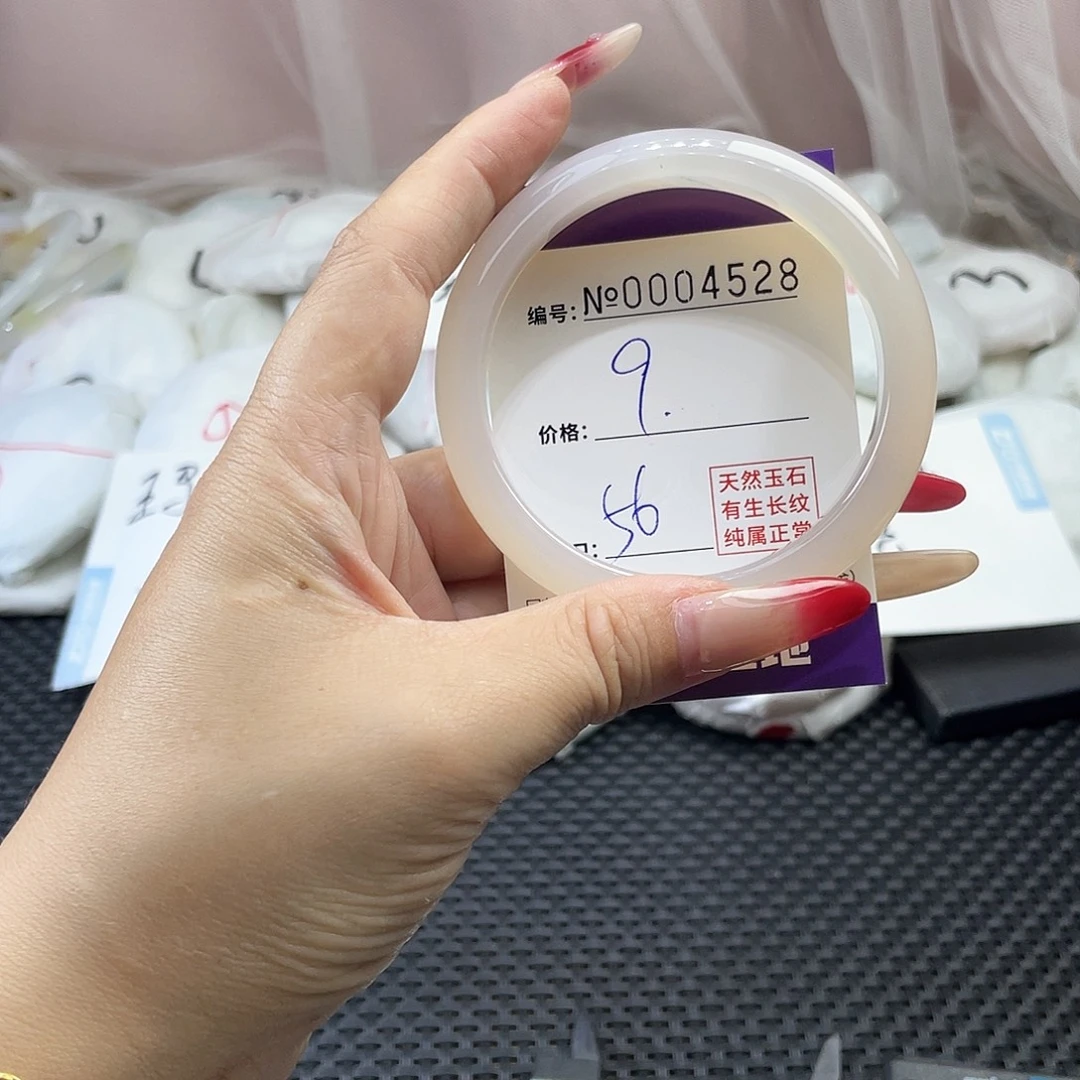 编号: №0004528
价格: 9.
口: 56
天然玉石
有生长纹
纯属正常